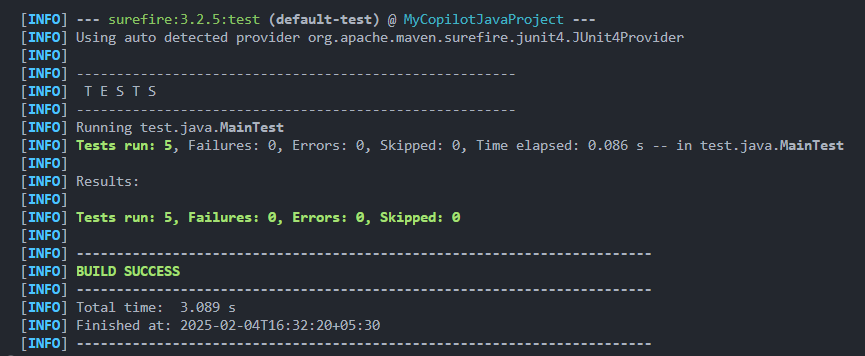 [INFO] --- surefire:3.2.5:test (default-test) @ MyCopilotJavaProject ---
[INFO] Using auto detected provider org.apache.maven.surefire.junit4.JUnit4Provider
[INFO]
[INFO] -------------------------------------------------------
[INFO]  T E S T S
[INFO] -------------------------------------------------------
[INFO] Running test.java.MainTest
[INFO] Tests run: 5, Failures: 0, Errors: 0, Skipped: 0, Time elapsed: 0.086 s -- in test.java.MainTest
[INFO]
[INFO] Results:
[INFO]
[INFO] Tests run: 5, Failures: 0, Errors: 0, Skipped: 0
[INFO]
[INFO] ------------------------------------------------------------------------
[INFO] BUILD SUCCESS
[INFO] ------------------------------------------------------------------------
[INFO] Total time:  3.089 s
[INFO] Finished at: 2025-02-04T16:32:20+05:30
[INFO] ------------------------------------------------------------------------